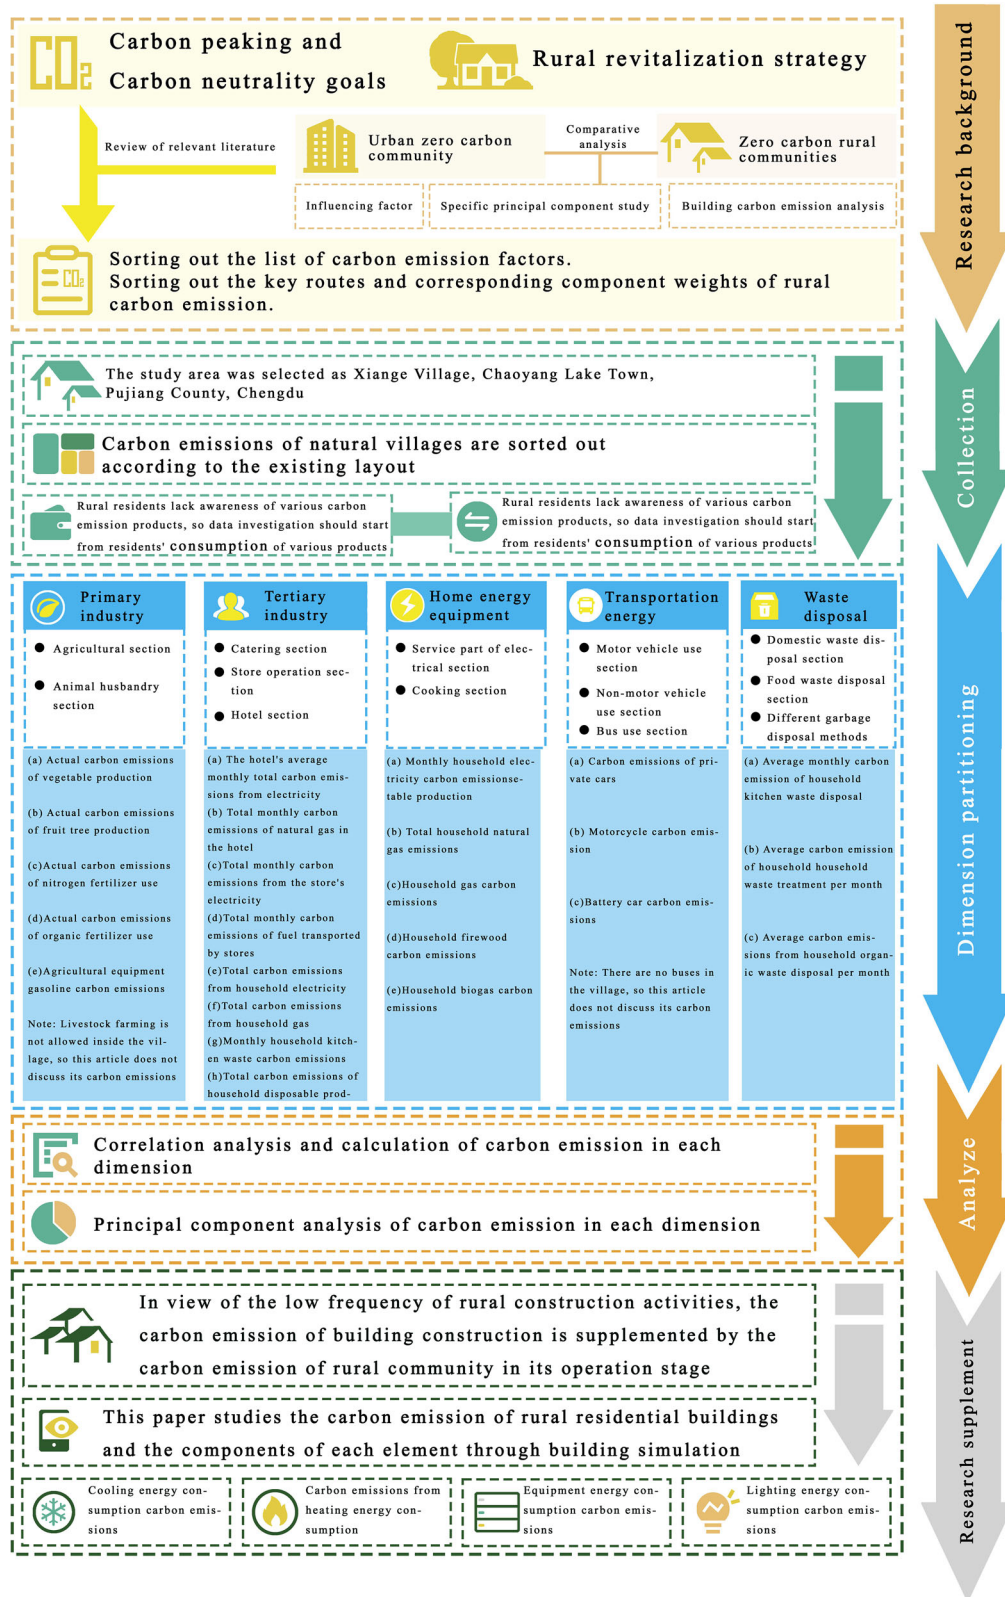 CO2
Carbon peaking and
Carbon neutrality goals
Rural revitalization strategy
Review of relevant literature
Urban zero carbon
community
Comparative
analysis
Zero carbon rural
communities
Influencing factor
Specific principal component study
Building carbon emission analysis
CO2
Sorting out the list of carbon emission factors.
Sorting out the key routes and corresponding component weights of rural
carbon emission.
Research background
The study area was selected as Xiange Village, Chaoyang Lake Town,
Pujiang County, Chengdu
Carbon emissions of natural villages are sorted out
according to the existing layout
Rural residents lack awareness of various carbon
emission products, so data investigation should start
from residents' consumption of various products
Rural residents lack awareness of various carbon
emission products, so data investigation should start
from residents' consumption of various products
Collection
Primary
industry
● Agricultural section
● Animal husbandry
section
(a) Actual carbon emissions
of vegetable production
(b) Actual carbon emissions
of fruit tree production
(c)Actual carbon emissions
of nitrogen fertilizer use
(d)Actual carbon emissions
of organic fertilizer use
(e)Agricultural equipment
gasoline carbon emissions
Note: Livestock farming is
not allowed inside the vil-
lage, so this article does not
discuss its carbon emissions
Tertiary
industry
● Catering section
● Store operation sec-
tion
● Hotel section
(a) The hotel's average
monthly total carbon emis-
sions from electricity
(b) Total monthly carbon
emissions of natural gas in
the hotel
(c)Total monthly carbon
emissions from the store's
electricity
(d)Total monthly carbon
emissions of fuel transported
by stores
(e)Total carbon emissions
from household electricity
(f)Total carbon emissions
from household gas
(g)Monthly household kitch-
en waste carbon emissions
(h)Total carbon emissions of
household disposable prod-
Home energy
equipment
● Service part of elec-
trical section
● Cooking section
(a) Monthly household elec-
tricity carbon emissionse-
table production
(b) Total household natural
gas emissions
(c)Household gas carbon
emissions
(d)Household firewood
carbon emissions
(e)Household biogas carbon
emissions
Transportation
energy
● Motor vehicle use
section
● Non-motor vehicle
use section
● Bus use section
(a) Carbon emissions of pri-
vate cars
(b) Motorcycle carbon emis-
sion
(c)Battery car carbon emis-
sions
Note: There are no buses in
the village, so this article
does not discuss its carbon
emissions
Waste
disposal
● Domestic waste dis-
posal section
● Food waste disposal
section
● Different garbage
disposal methods
(a) Average monthly carbon
emission of household
kitchen waste disposal
(b) Average carbon emission
of household household
waste treatment per month
(c) Average carbon emis-
sions from household organ-
ic waste disposal per month
Dimension partitioning
Correlation analysis and calculation of carbon emission in each
dimension
Principal component analysis of carbon emission in each dimension
Analyze
In view of the low frequency of rural construction activities, the
carbon emission of building construction is supplemented by the
carbon emission of rural community in its operation stage
This paper studies the carbon emission of rural residential buildings
and the components of each element through building simulation
Cooling energy con-
sumption carbon emis-
sions
Carbon emissions from
heating energy con-
sumption
Equipment energy con-
sumption carbon emis-
sions
Lighting energy con-
sumption carbon emis-
sions
Research supplement